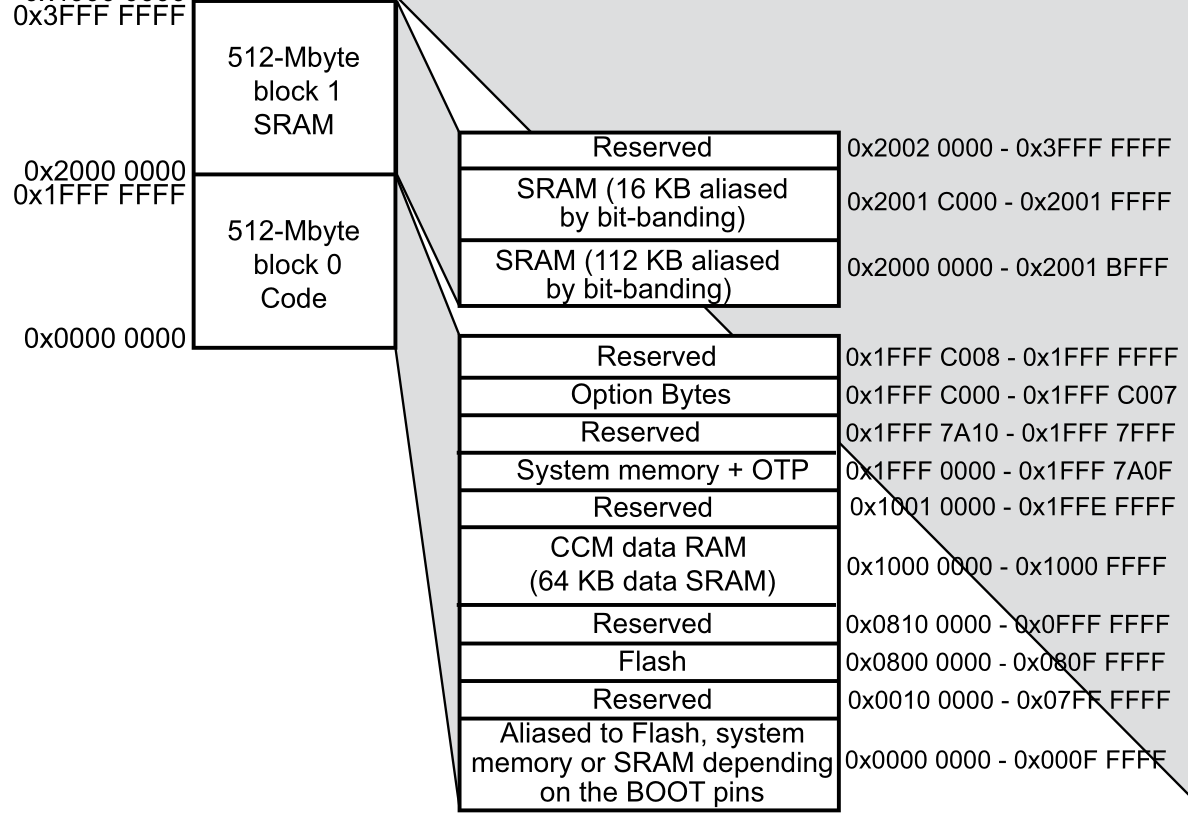 0x3FFF FFFF
512-Mbyte
block 1
SRAM
0x2000 0000
0x1FFF FFFF
512-Mbyte
block 0
Code
0x0000 0000
Reserved 0x2002 0000 - 0x3FFF FFFF
SRAM (16 KB aliased
by bit-banding)
0x2001 C000 - 0x2001 FFFF
SRAM (112 KB aliased
by bit-banding)
0x2000 0000 - 0x2001 BFFF
Reserved 0x1FFF C008 - 0x1FFF FFFF
Option Bytes 0x1FFF C000 - 0x1FFF C007
Reserved 0x1FFF 7A10 - 0x1FFF 7FFF
System memory + OTP 0x1FFF 0000 - 0x1FFF 7A0F
Reserved 0x1001 0000 - 0x1FFE FFFF
CCM data RAM
(64 KB data SRAM)
0x1000 0000 - 0x1000 FFFF
Reserved 0x0810 0000 - 0x0FFF FFFF
Flash 0x0800 0000 - 0x080F FFFF
Reserved 0x0010 0000 - 0x07FF FFFF
Aliased to Flash, system
memory or SRAM depending
on the BOOT pins
0x0000 0000 - 0x000F FFFF